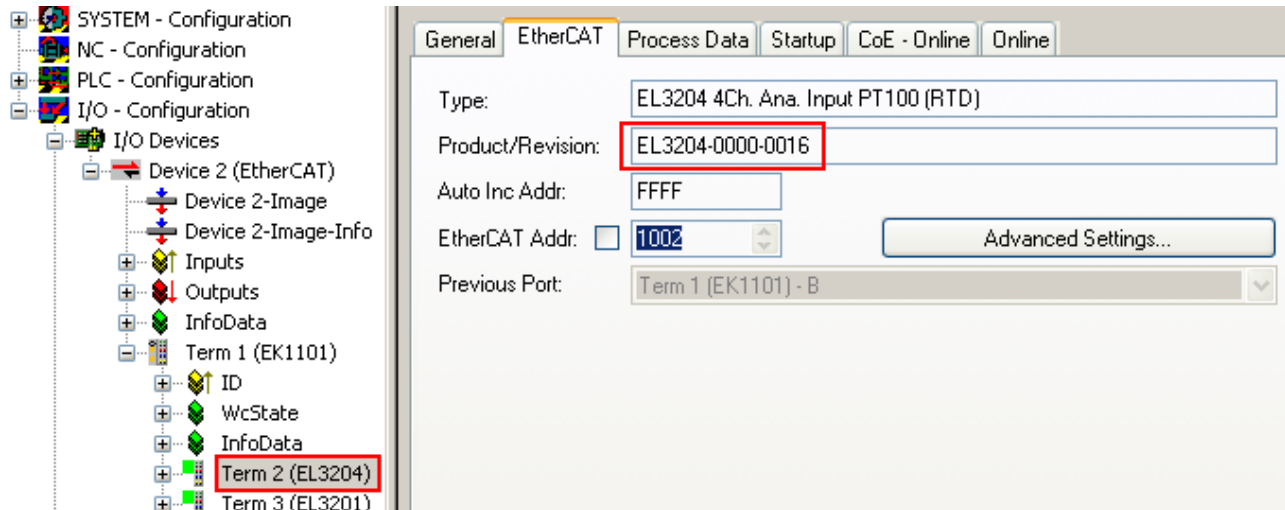 SYSTEM - Configuration
NC - Configuration
PLC - Configuration
I/O - Configuration
I/O Devices
Device 2 (EtherCAT)
Device 2-Image
Device 2-Image-Info
Inputs
Outputs
InfoData
Term 1 (EK1101)
ID
WcState
InfoData
Term 2 (EL3204)
Term 3 (EL3201)
General EtherCAT Process Data Startup CoE - Online Online
Type: EL3204 4Ch. Ana. Input PT100 (RTD)
Product/Revision: EL3204-0000-0016
Auto Inc Addr: FFFF
EtherCAT Addr: 1002 Advanced Settings...
Previous Port: Term 1 (EK1101) - B